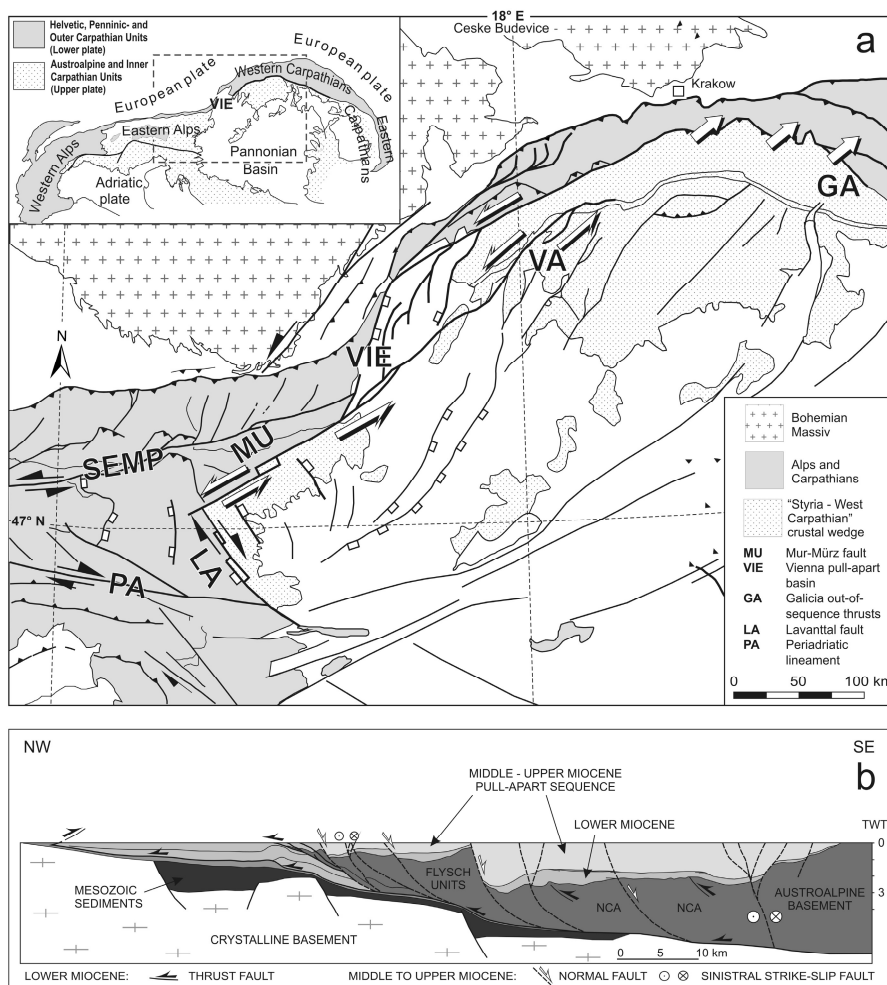 Helvetic, Penninic- and
Outer Carpathian Units
(Lower plate)
Austroalpine and Inner
Carpathian Units
(Upper plate)
European plate
European plate
Western Carpathians
VIE
Eastern Alps
Western Alps
Pannonian
Basin
Carpathians
Eastern
Adriatic
plate
18° E
Ceske Budevice
a
Krakow
GA
VA
N
VIE
MU
SEMP
47° N
LA
PA
Bohemian
Massiv
Alps and
Carpathians
“Styria - West
Carpathian”
crustal wedge
MU Mur-Mürz fault
VIE Vienna pull-apart
basin
GA Galicia out-of-
sequence thrusts
LA Lavanttal fault
PA Periadriatic
lineament
0 50 100 km
NW
SE
b
MIDDLE - UPPER MIOCENE
PULL-APART SEQUENCE
LOWER MIOCENE
TWT
0
3
MESOZOIC
SEDIMENTS
FLYSCH
UNITS
NCA
NCA
AUSTROALPINE
BASEMENT
CRYSTALLINE BASEMENT
0 5 10 km
LOWER MIOCENE: THRUST FAULT MIDDLE TO UPPER MIOCENE: NORMAL FAULT SINISTRAL STRIKE-SLIP FAULT